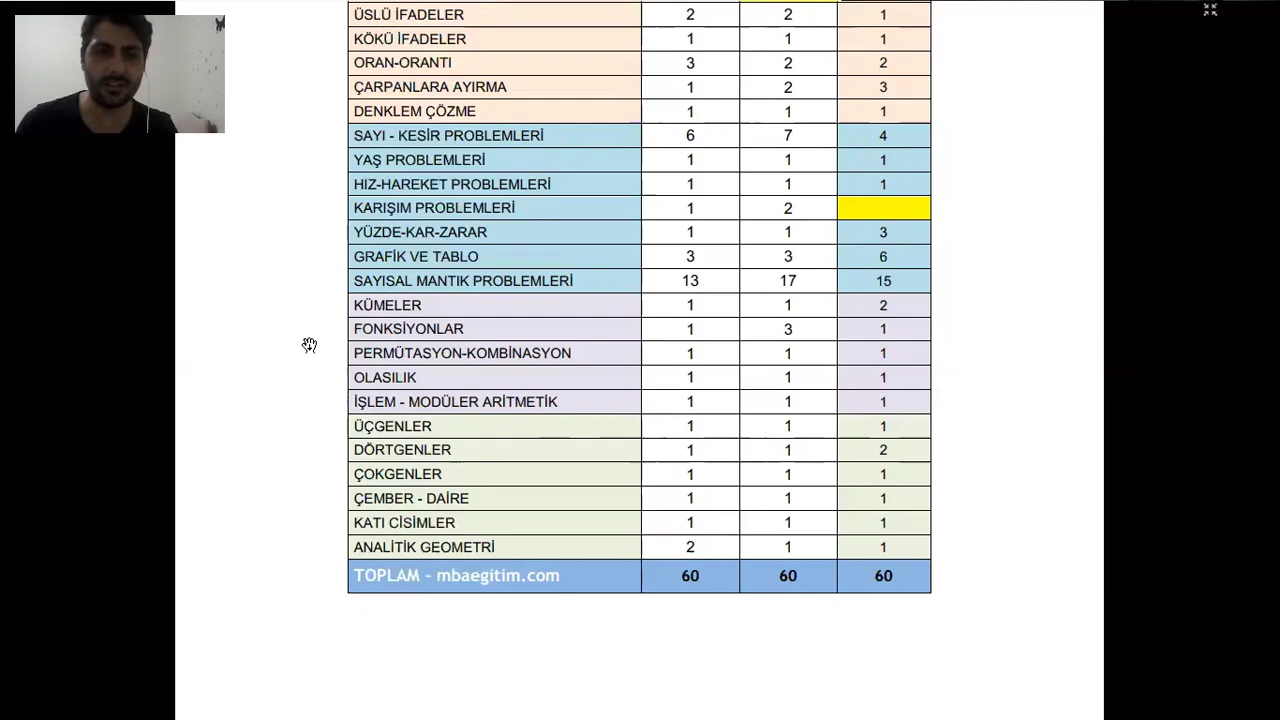 ÜSLÜ İFADELER 2 2 1
KÖKÜ İFADELER 1 1 1
ORAN-ORANTI 3 2 2
ÇARPANLARA AYIRMA 1 2 3
DENKLEM ÇÖZME 1 1 1
SAYI - KESİR PROBLEMLERİ 6 7 4
YAŞ PROBLEMLERİ 1 1 1
HIZ-HAREKET PROBLEMLERİ 1 1 1
KARIŞIM PROBLEMLERİ 1 2
YÜZDE-KAR-ZARAR 1 1 3
GRAFİK VE TABLO 3 3 6
SAYISAL MANTIK PROBLEMLERİ 13 17 15
KÜMELER 1 1 2
FONKSİYONLAR 1 3 1
PERMÜTASYON-KOMBİNASYON 1 1 1
OLASILIK 1 1 1
İŞLEM - MODÜLER ARİTMETİK 1 1 1
ÜÇGENLER 1 1 1
DÖRTGENLER 1 1 2
ÇOKGENLER 1 1 1
ÇEMBER - DAİRE 1 1 1
KATI CİSİMLER 1 1 1
ANALİTİK GEOMETRİ 2 1 1
TOPLAM - mbaegitim.com 60 60 60